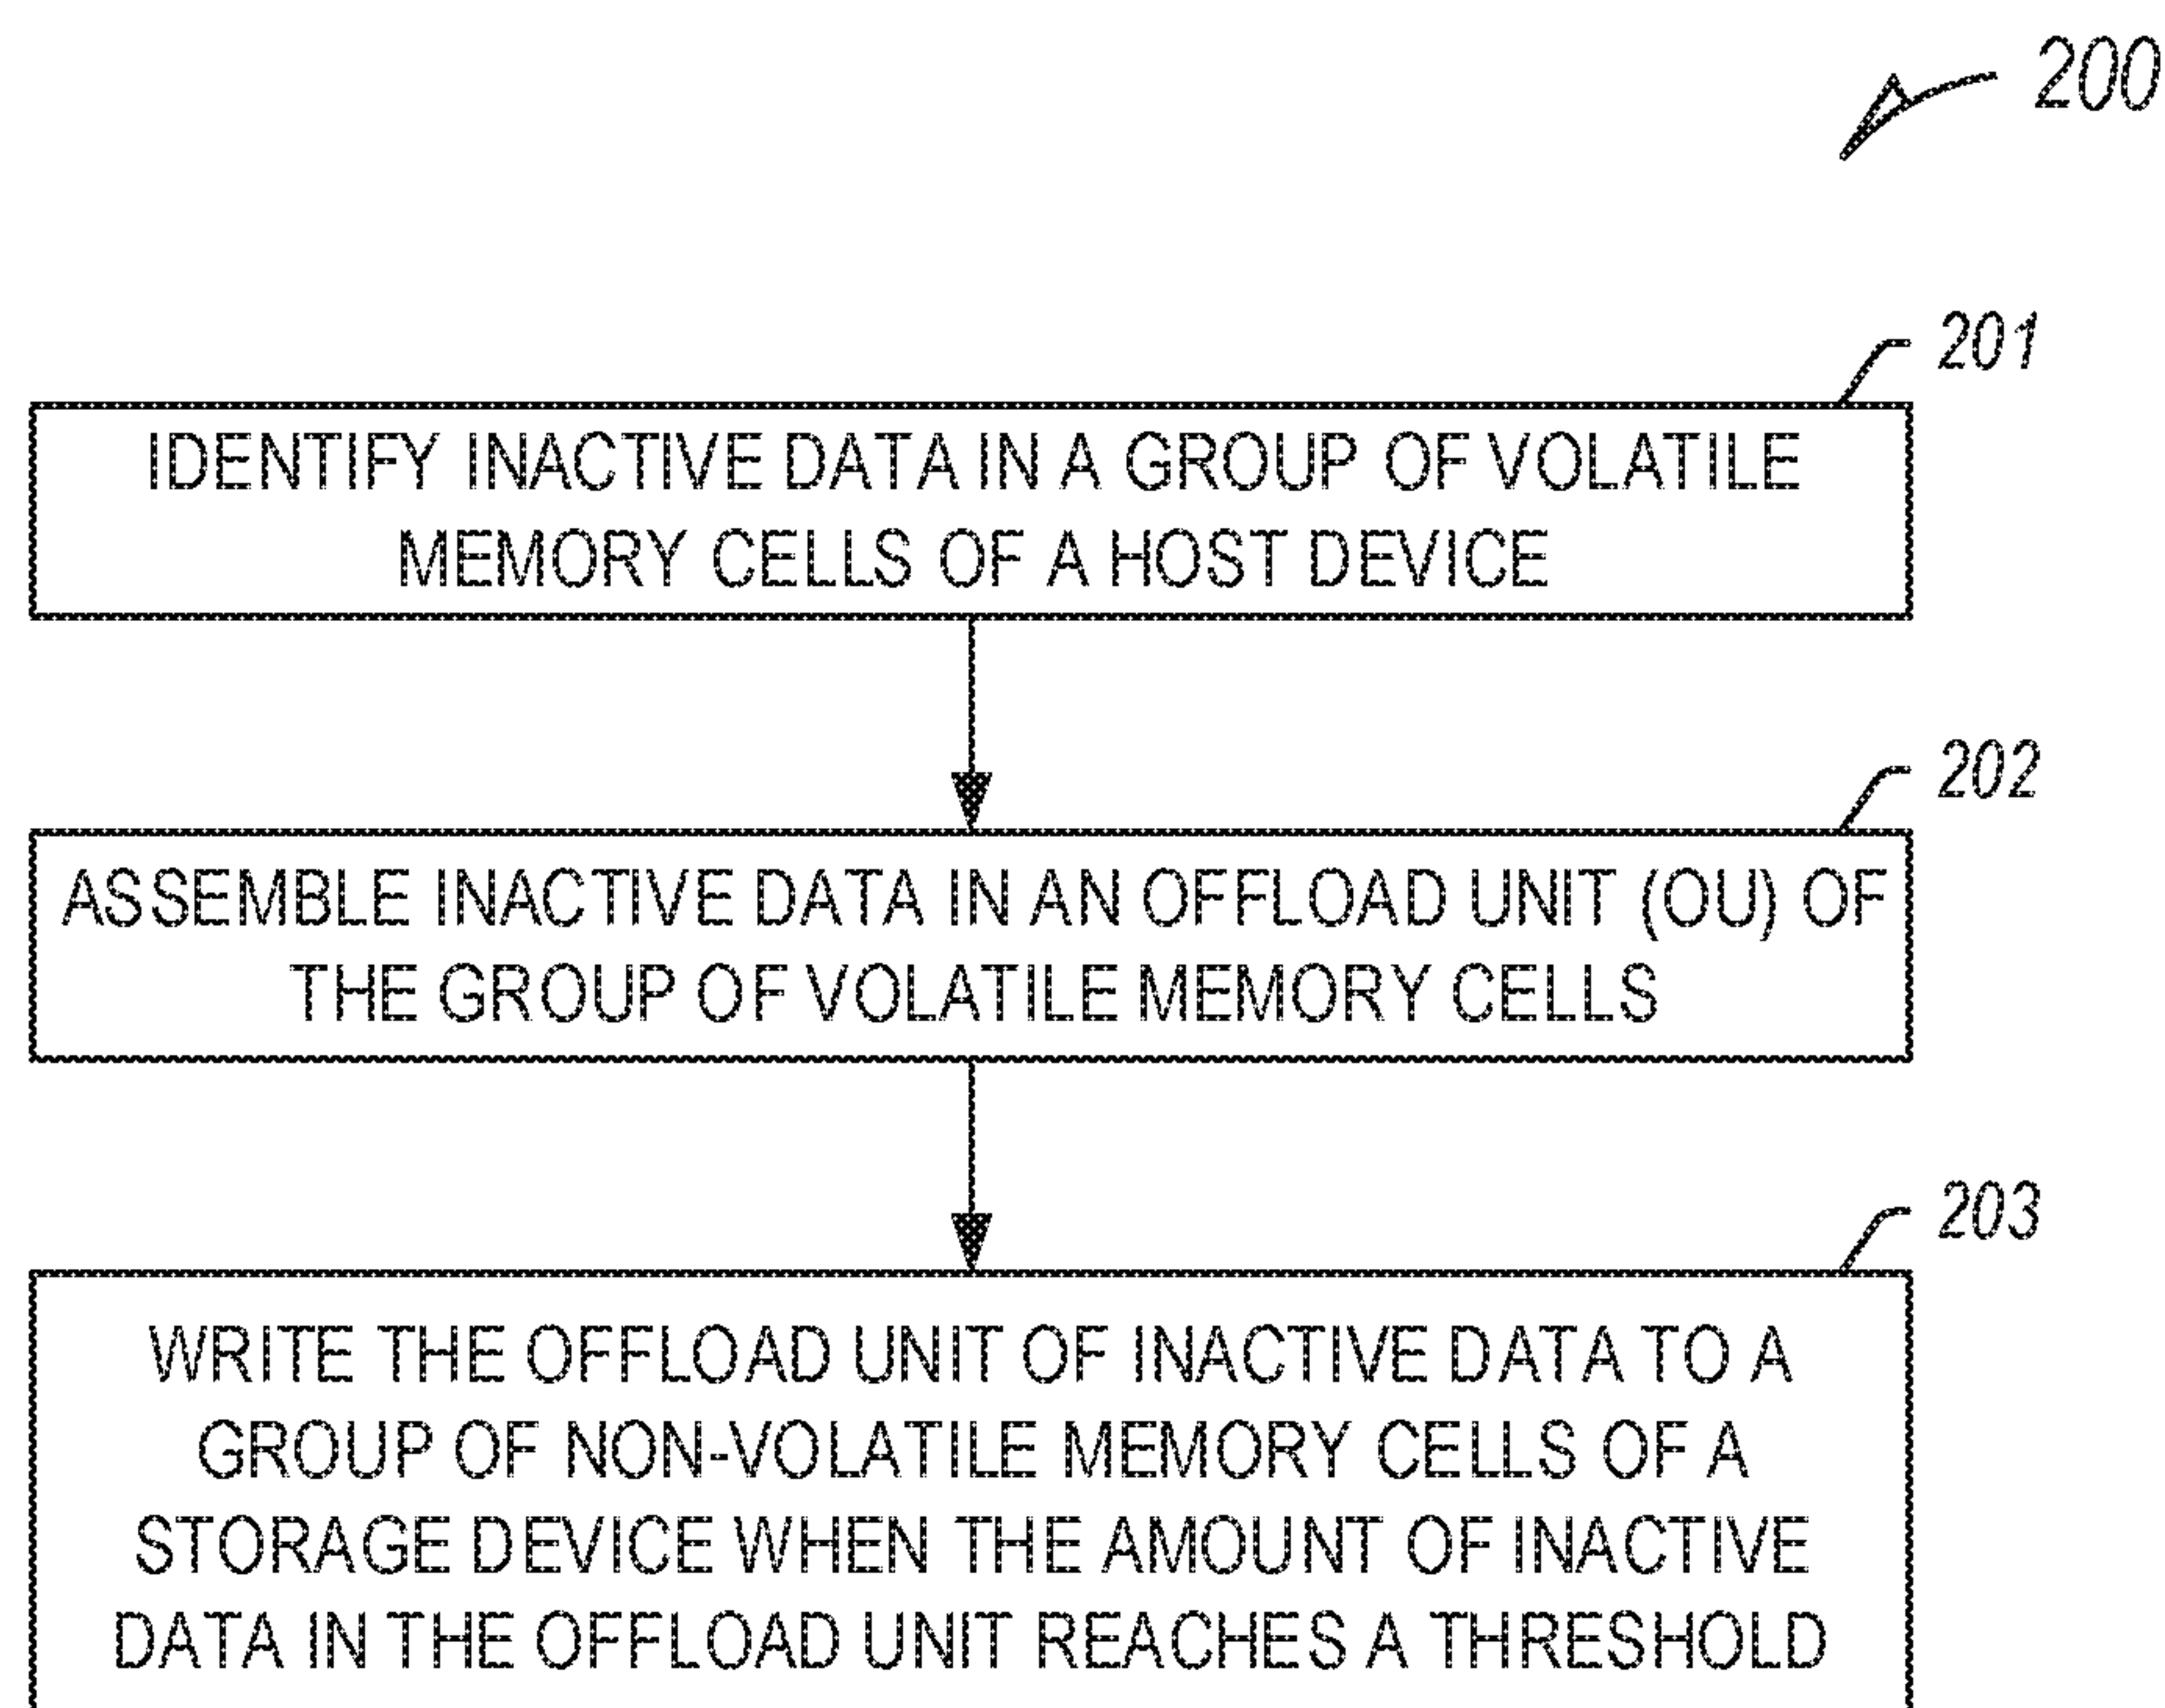 200
201
IDENTIFY INACTIVE DATA IN A GROUP OF VOLATILE
MEMORY CELLS OF A HOST DEVICE
202
ASSEMBLE INACTIVE DATA IN AN OFFLOAD UNIT (OU) OF
THE GROUP OF VOLATILE MEMORY CELLS
203
WRITE THE OFFLOAD UNIT OF INACTIVE DATA TO A
GROUP OF NON-VOLATILE MEMORY CELLS OF A
STORAGE DEVICE WHEN THE AMOUNT OF INACTIVE
DATA IN THE OFFLOAD UNIT REACHES A THRESHOLD